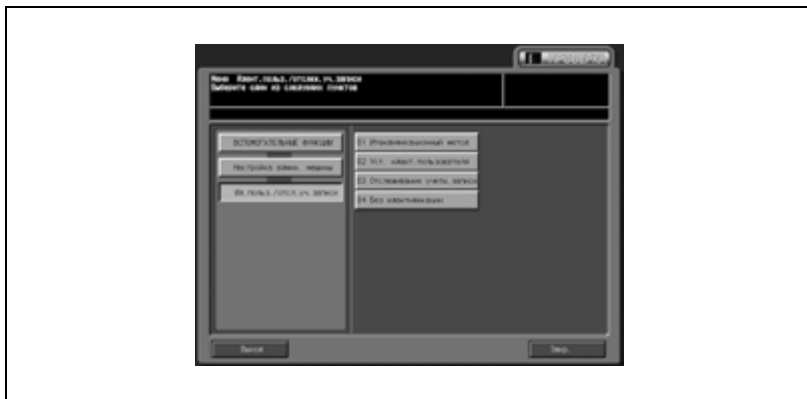 ПРОВЕРКА
Меню Идент.польз./отслеж.уч.записи
Выберите один из следующих пунктов
ВСПОМОГАТЕЛЬНЫЕ ФУНКЦИИ
Настройка админ. машины
Ид.польз./отсл.уч.записи
01 Идентификационный метод
02 Уст. идент.пользователя
03 Отслеживание учетн.записи
04 Без идентификации
Выход
Закр.